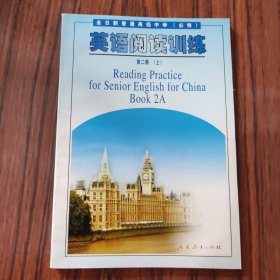 全日制普通高级中学（必修）
英语阅读训练
第二册（上）
Reading Practice
for Senior English for China
Book 2A
人民教育出版社